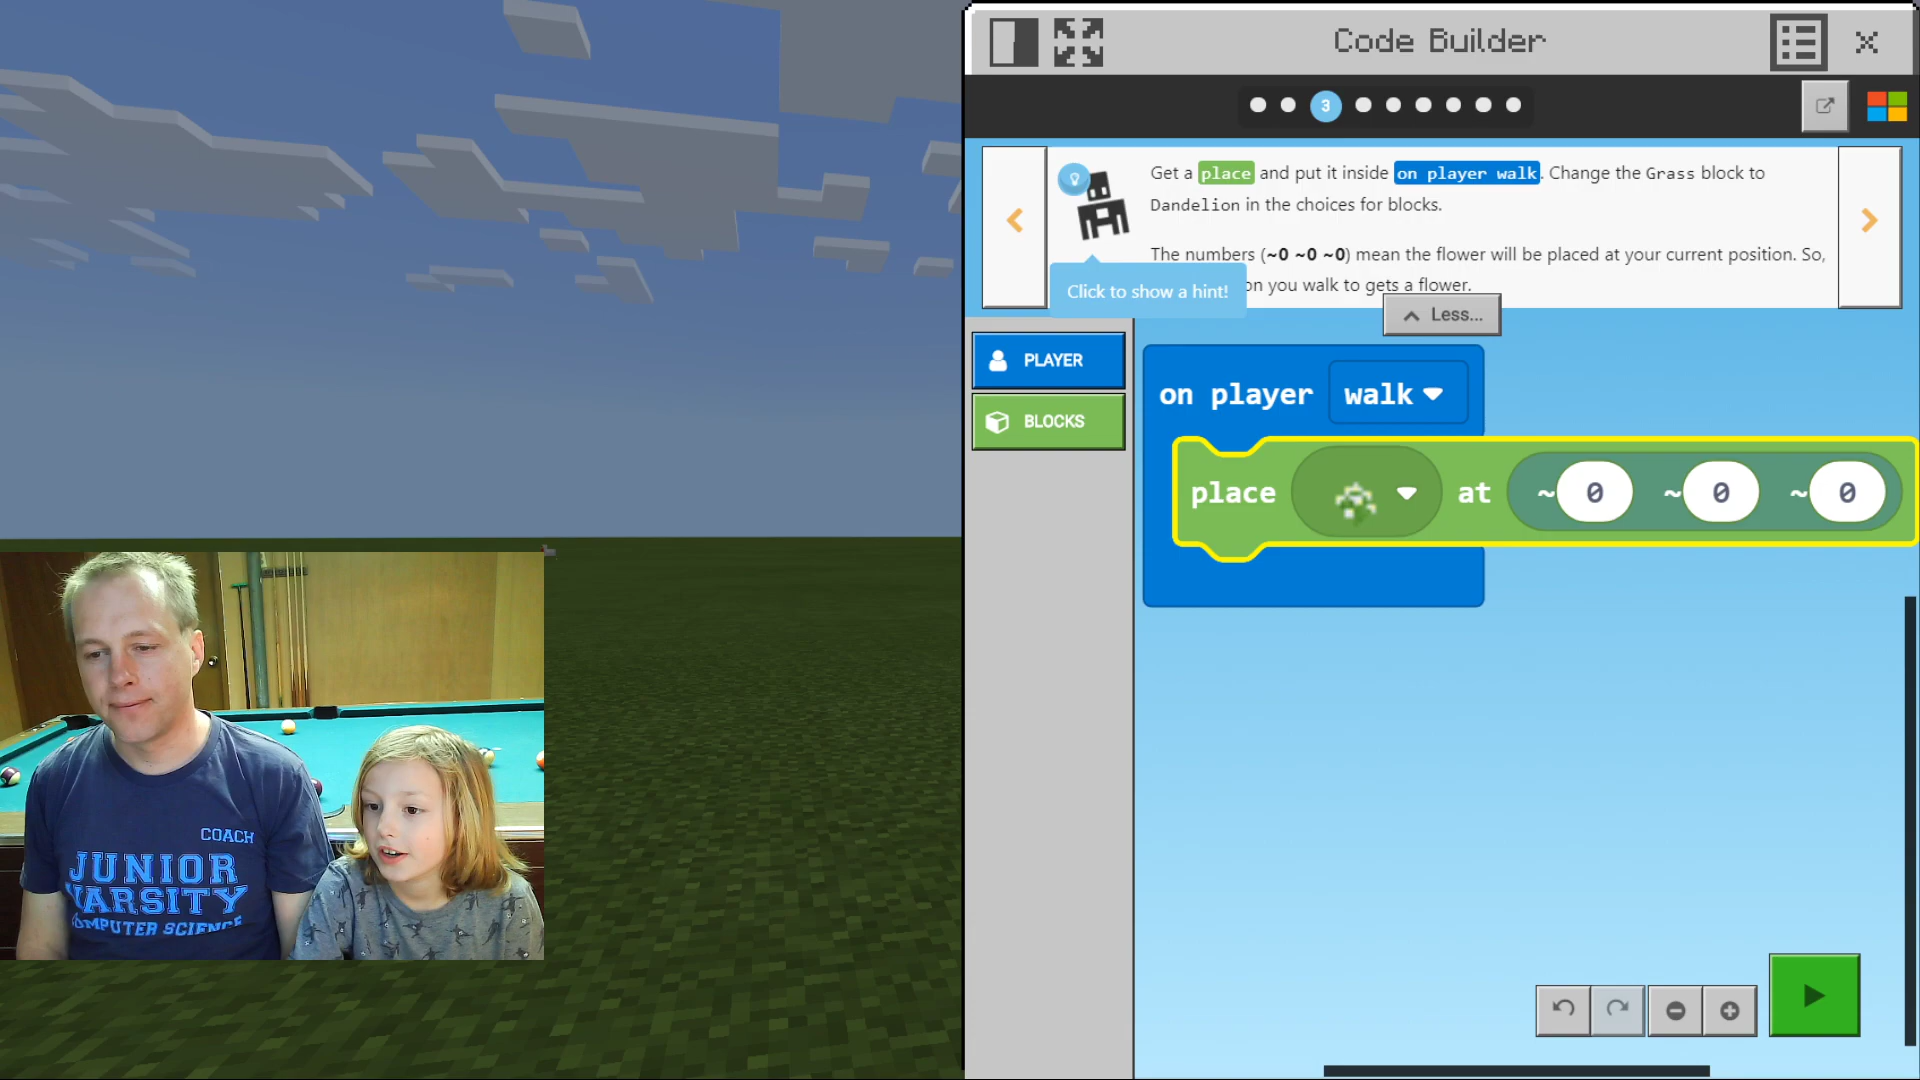 Code Builder
3
Get a place and put it inside on player walk. Change the Grass block to
Dandelion in the choices for blocks.
The numbers (~0 ~0 ~0) mean the flower will be placed at your current position. So,
on you walk to gets a flower.
Click to show a hint!
Less...
PLAYER
BLOCKS
on player walk
place at ~0 ~0 ~0
COACH
JUNIOR
VARSITY
COMPUTER SCIENCE